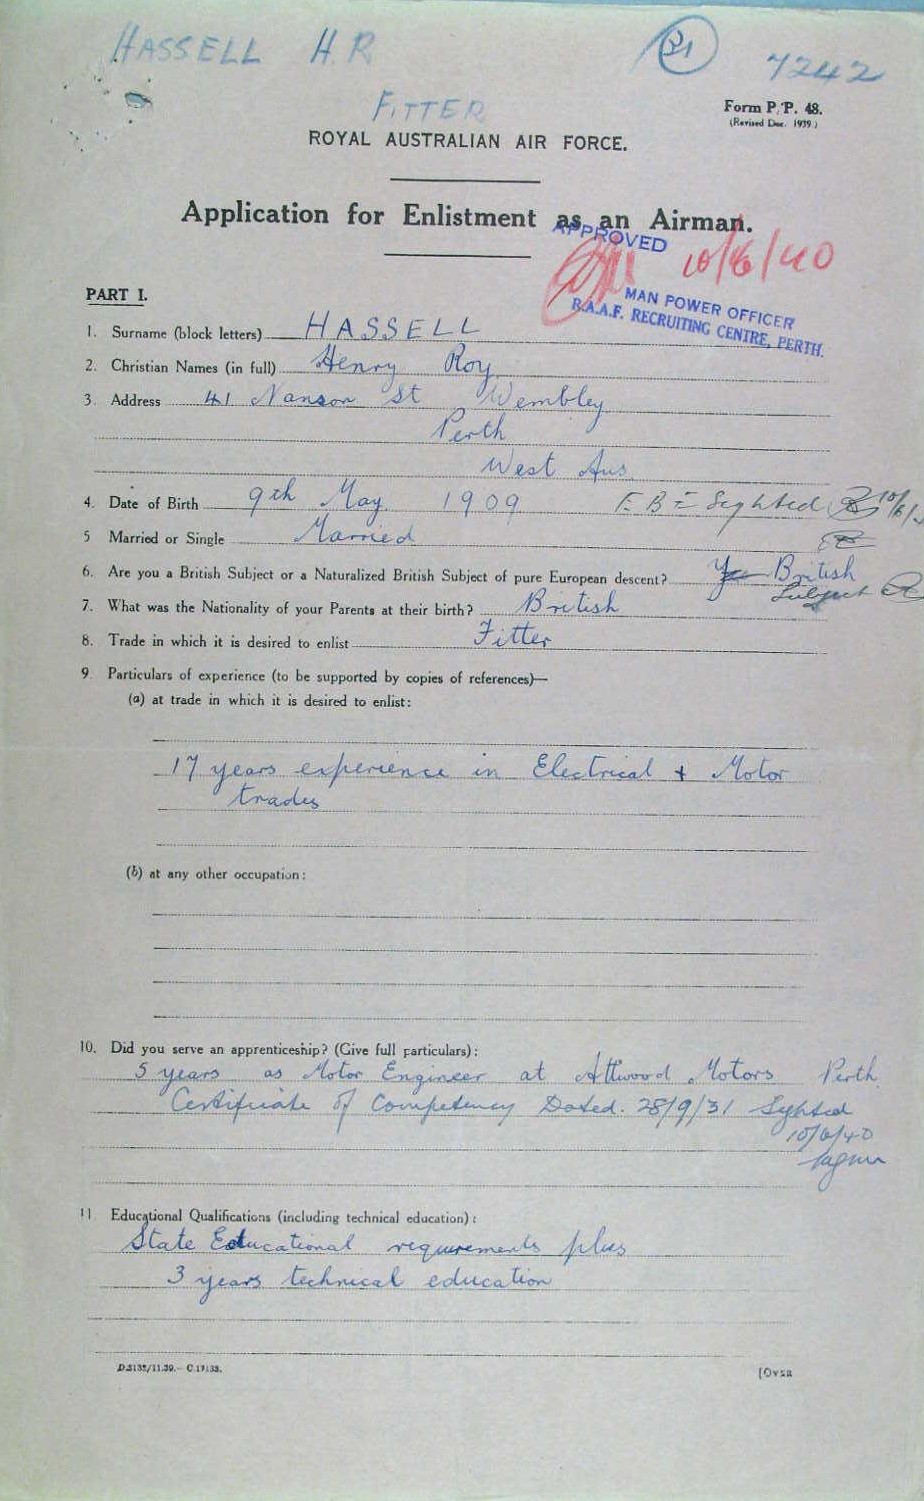 HASSELL H. R
31
7242
FITTER
Form P. P. 48.
(Revised Dec. 1939.)
ROYAL AUSTRALIAN AIR FORCE.
Application for Enlistment as an Airman.
APPROVED
10/6/40
MAN POWER OFFICER
R.A.A.F. RECRUITING CENTRE, PERTH.
PART I.
1. Surname (block letters) HASSELL
2. Christian Names (in full) Henry Roy
3. Address 41 Nanson St Wembley
Perth
West Aus
4. Date of Birth 9th May 1909 E.B.E Sighted 10/6/
5 Married or Single Married
6. Are you a British Subject or a Naturalized British Subject of pure European descent? Yes British
Subject
7. What was the Nationality of your Parents at their birth? British
8. Trade in which it is desired to enlist Fitter
9. Particulars of experience (to be supported by copies of references)—
(a) at trade in which it is desired to enlist:
17 years experience in Electrical + Motor
trades
(b) at any other occupation:
10. Did you serve an apprenticeship? (Give full particulars):
5 years as Motor Engineer at Attwood Motors Perth
Certificate of Competency Dated. 28/9/31 Sighted
10/6/40
11 Educational Qualifications (including technical education):
State Educational requirements plus
3 years technical education
D.3135/11.39.— C.17133.
[OVER